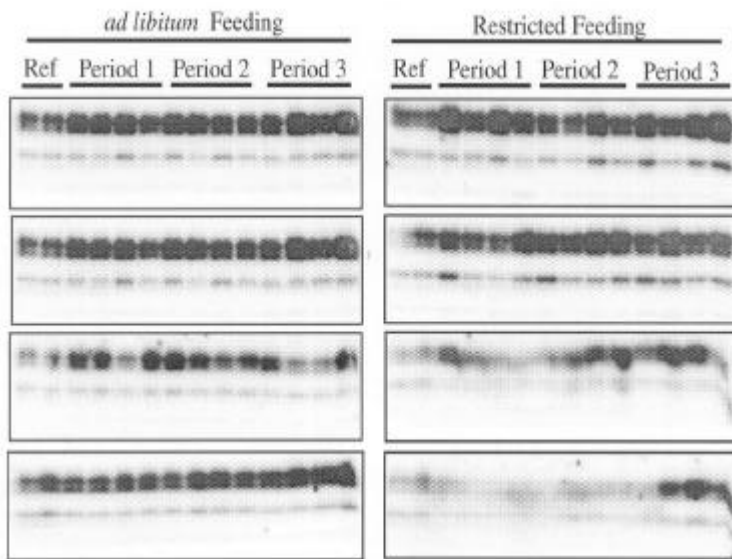 ad libitum Feeding
Ref Period 1 Period 2 Period 3
Restricted Feeding
Ref Period 1 Period 2 Period 3